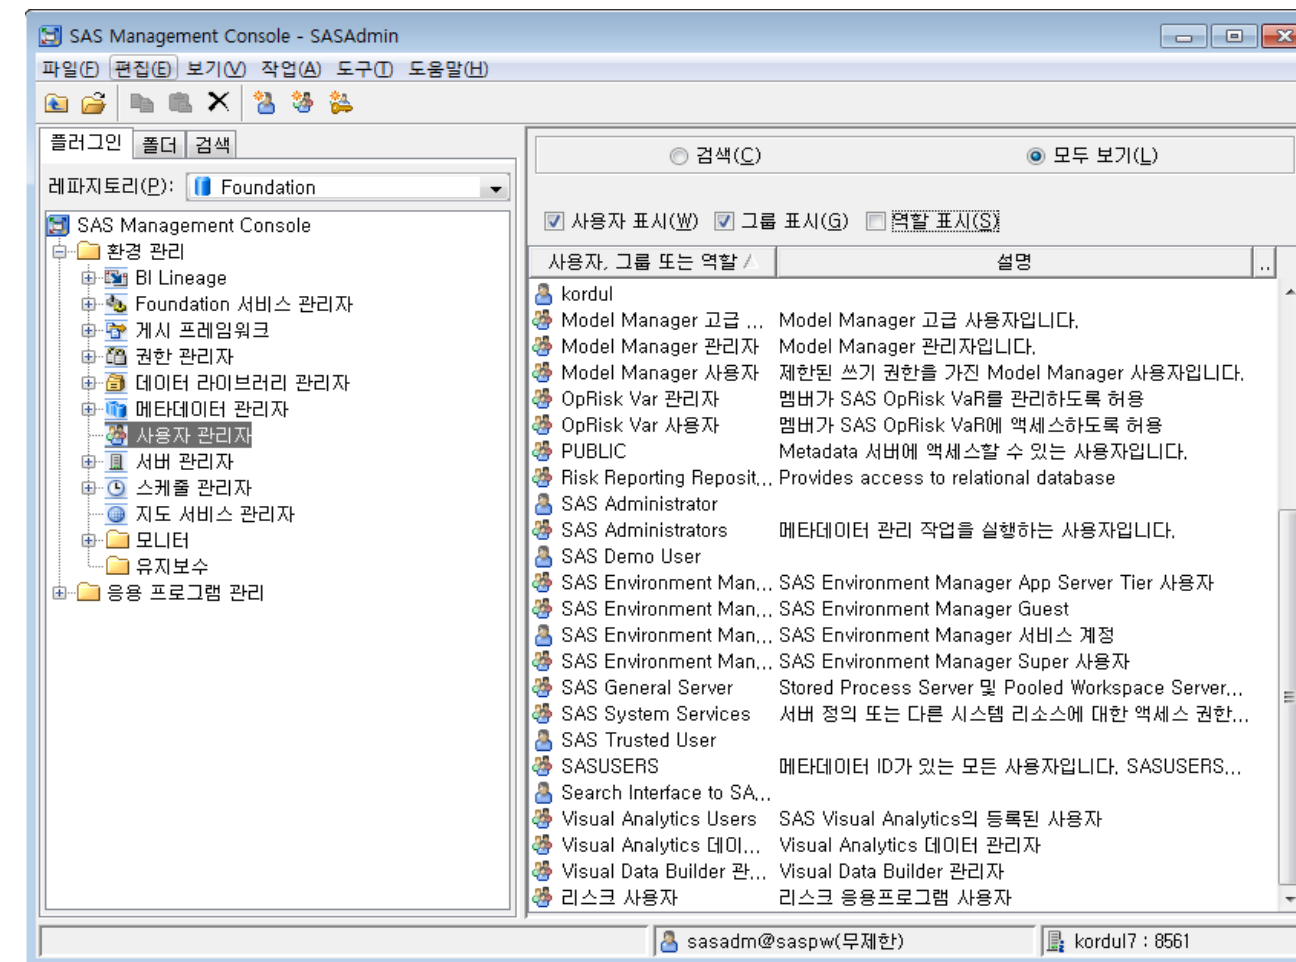 SAS Management Console - SASAdmin
파일(F) 편집(E) 보기(V) 작업(A) 도구(T) 도움말(H)
플러그인 폴더 검색
레파지토리(P): Foundation
SAS Management Console
환경 관리
BI Lineage
Foundation 서비스 관리자
게시 프레임워크
권한 관리자
데이터 라이브러리 관리자
메타데이터 관리자
사용자 관리자
서버 관리자
스케줄 관리자
지도 서비스 관리자
모니터
유지보수
응용 프로그램 관리
검색(C) 모두 보기(L)
사용자 표시(W) 그룹 표시(G) 역할 표시(S)
사용자, 그룹 또는 역할 설명 ..
kordul
Model Manager 고급 ... Model Manager 고급 사용자입니다.
Model Manager 관리자 Model Manager 관리자입니다.
Model Manager 사용자 제한된 쓰기 권한을 가진 Model Manager 사용자입니다.
OpRisk Var 관리자 멤버가 SAS OpRisk VaR를 관리하도록 허용
OpRisk Var 사용자 멤버가 SAS OpRisk VaR에 액세스하도록 허용
PUBLIC Metadata 서버에 액세스할 수 있는 사용자입니다.
Risk Reporting Reposit... Provides access to relational database
SAS Administrator
SAS Administrators 메타데이터 관리 작업을 실행하는 사용자입니다.
SAS Demo User
SAS Environment Man... SAS Environment Manager App Server Tier 사용자
SAS Environment Man... SAS Environment Manager Guest
SAS Environment Man... SAS Environment Manager 서비스 계정
SAS Environment Man... SAS Environment Manager Super 사용자
SAS General Server Stored Process Server 및 Pooled Workspace Server...
SAS System Services 서버 정의 또는 다른 시스템 리소스에 대한 액세스 권한...
SAS Trusted User
SASUSERS 메타데이터 ID가 있는 모든 사용자입니다. SASUSERS...
Search Interface to SA...
Visual Analytics Users SAS Visual Analytics의 등록된 사용자
Visual Analytics 데이... Visual Analytics 데이터 관리자
Visual Data Builder 관... Visual Data Builder 관리자
리스크 사용자 리스크 응용프로그램 사용자
sasadm@saspw(무제한) kordul7 : 8561